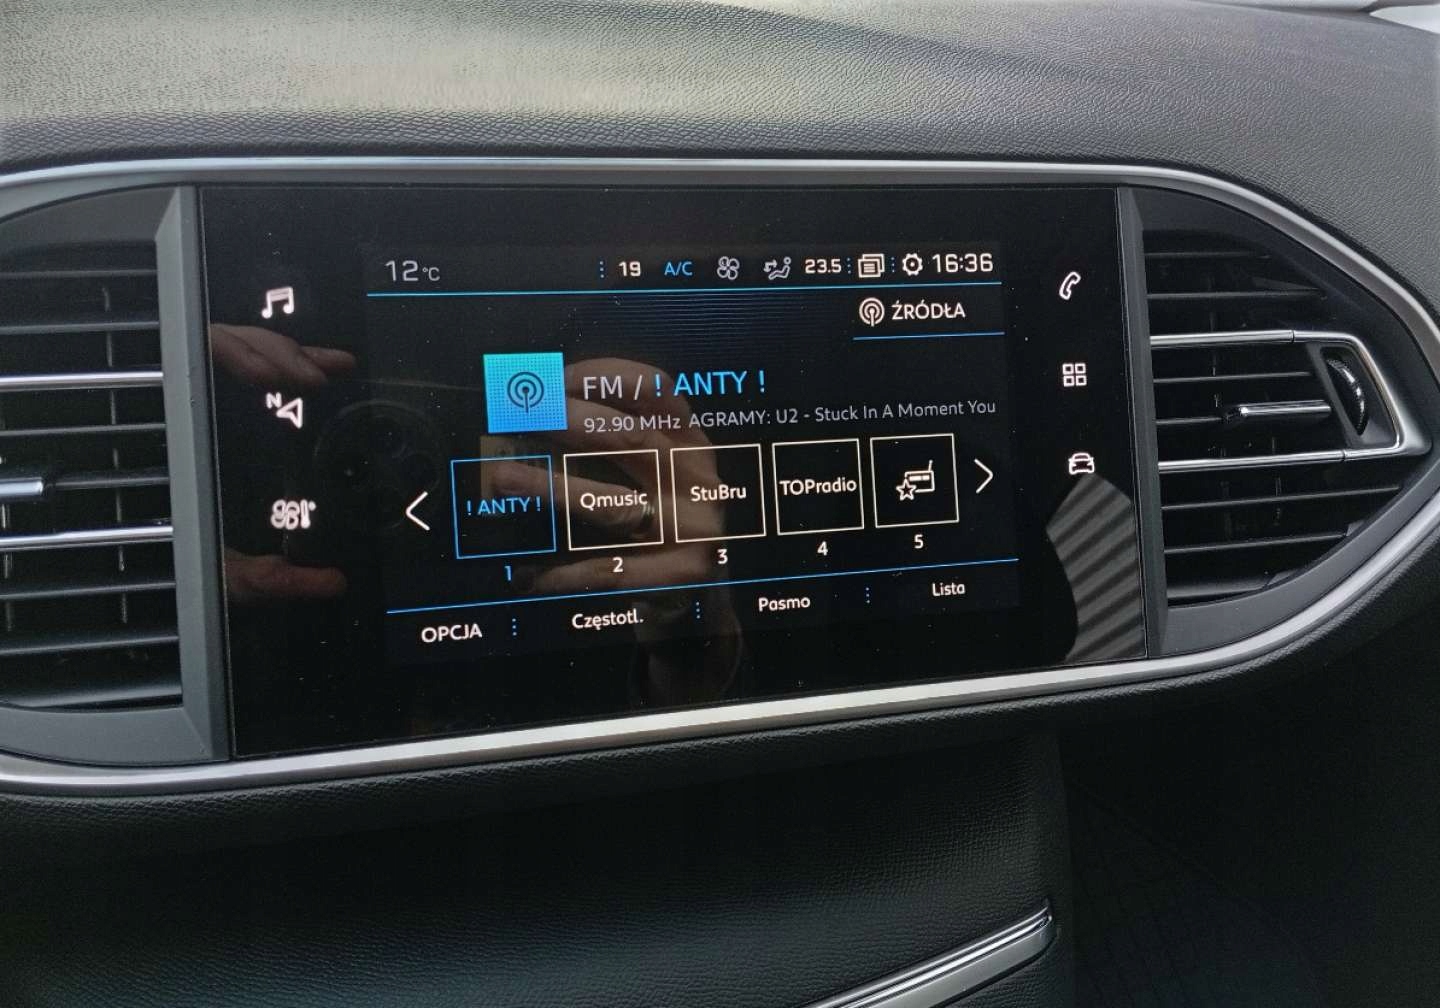 12°C 19 A/C 23.5 16:36
ŹRÓDŁA
FM / ! ANTY !
92.90 MHz AGRAMY: U2 - Stuck In A Moment You
! ANTY ! Qmusic StuBru TOPradio
1 2 3 4 5
OPCJA Częstotl. Pasmo Lista
N